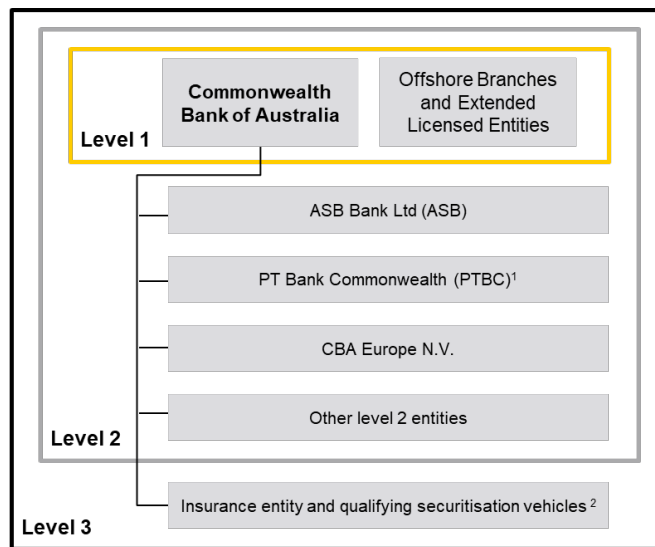 Commonwealth
Bank of Australia
Offshore Branches
and Extended
Licensed Entities
Level 1
ASB Bank Ltd (ASB)
PT Bank Commonwealth (PTBC)¹
CBA Europe N.V.
Other level 2 entities
Level 2
Insurance entity and qualifying securitisation vehicles ²
Level 3